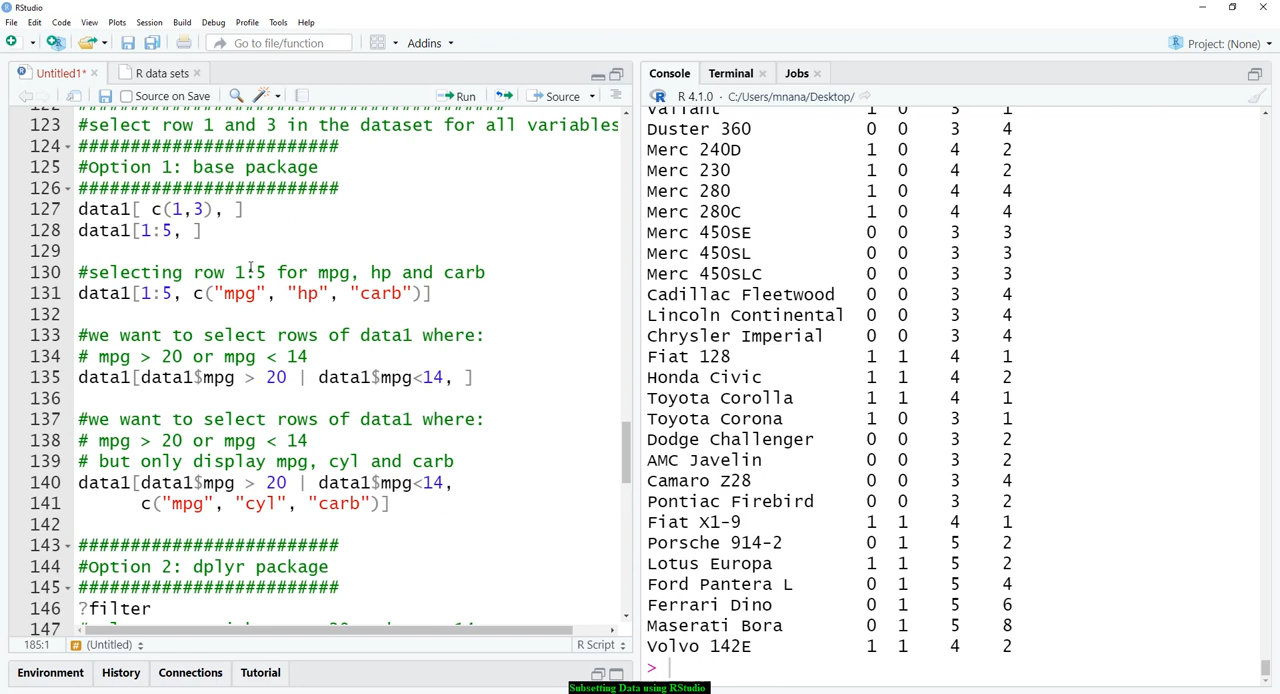 RStudio
File Edit Code View Plots Session Build Debug Profile Tools Help
Go to file/function Addins Project: (None)
Untitled1* R data sets
Source on Save Run Source
123 #select row 1 and 3 in the dataset for all variables
124 #########################
125 #Option 1: base package
126 #########################
127 data1[ c(1,3), ]
128 data1[1:5, ]
129
130 #selecting row 1:5 for mpg, hp and carb
131 data1[1:5, c("mpg", "hp", "carb")]
132
133 #we want to select rows of data1 where:
134 # mpg > 20 or mpg < 14
135 data1[data1$mpg > 20 | data1$mpg<14, ]
136
137 #we want to select rows of data1 where:
138 # mpg > 20 or mpg < 14
139 # but only display mpg, cyl and carb
140 data1[data1$mpg > 20 | data1$mpg<14,
141 c("mpg", "cyl", "carb")]
142
143 #########################
144 #Option 2: dplyr package
145 #########################
146 ?filter
147
185:1 (Untitled) R Script
Environment History Connections Tutorial
Console Terminal Jobs
R 4.1.0 · C:/Users/mnana/Desktop/
Valiant 1 0 3 1
Duster 360 0 0 3 4
Merc 240D 1 0 4 2
Merc 230 1 0 4 2
Merc 280 1 0 4 4
Merc 280C 1 0 4 4
Merc 450SE 0 0 3 3
Merc 450SL 0 0 3 3
Merc 450SLC 0 0 3 3
Cadillac Fleetwood 0 0 3 4
Lincoln Continental 0 0 3 4
Chrysler Imperial 0 0 3 4
Fiat 128 1 1 4 1
Honda Civic 1 1 4 2
Toyota Corolla 1 1 4 1
Toyota Corona 1 0 3 1
Dodge Challenger 0 0 3 2
AMC Javelin 0 0 3 2
Camaro Z28 0 0 3 4
Pontiac Firebird 0 0 3 2
Fiat X1-9 1 1 4 1
Porsche 914-2 0 1 5 2
Lotus Europa 1 1 5 2
Ford Pantera L 0 1 5 4
Ferrari Dino 0 1 5 6
Maserati Bora 0 1 5 8
Volvo 142E 1 1 4 2
>
Subsetting Data using RStudio